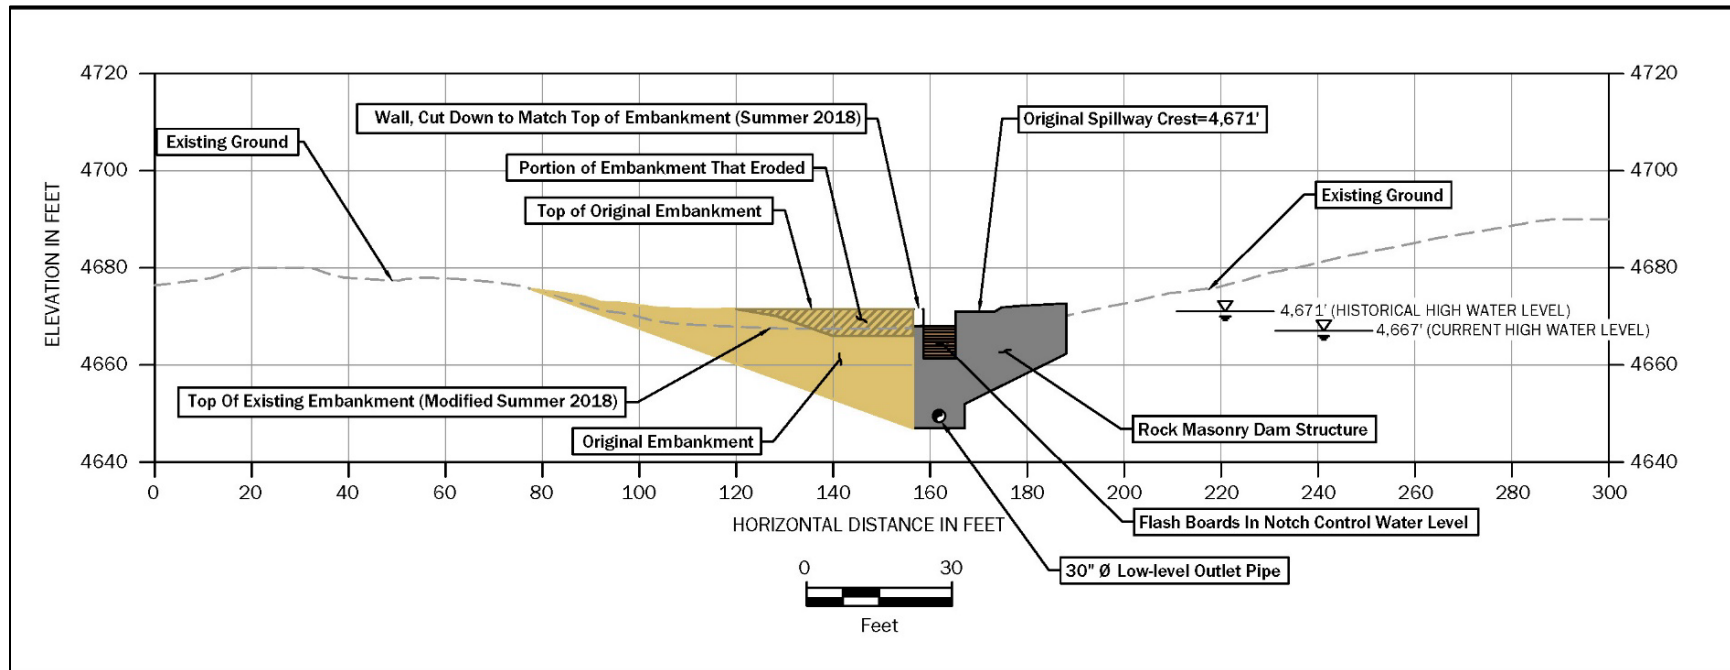 4720
4720
Wall, Cut Down to Match Top of Embankment (Summer 2018)
Original Spillway Crest=4,671'
Existing Ground
Portion of Embankment That Eroded
4700
4700
Existing Ground
Top of Original Embankment
ELEVATION IN FEET
4680
4680
4,671' (HISTORICAL HIGH WATER LEVEL)
4,667' (CURRENT HIGH WATER LEVEL)
4660
4660
Top Of Existing Embankment (Modified Summer 2018)
Original Embankment
Rock Masonry Dam Structure
4640
4640
0 20 40 60 80 100 120 140 160 180 200 220 240 260 280 300
HORIZONTAL DISTANCE IN FEET
Flash Boards In Notch Control Water Level
30" Ø Low-level Outlet Pipe
0 30
Feet